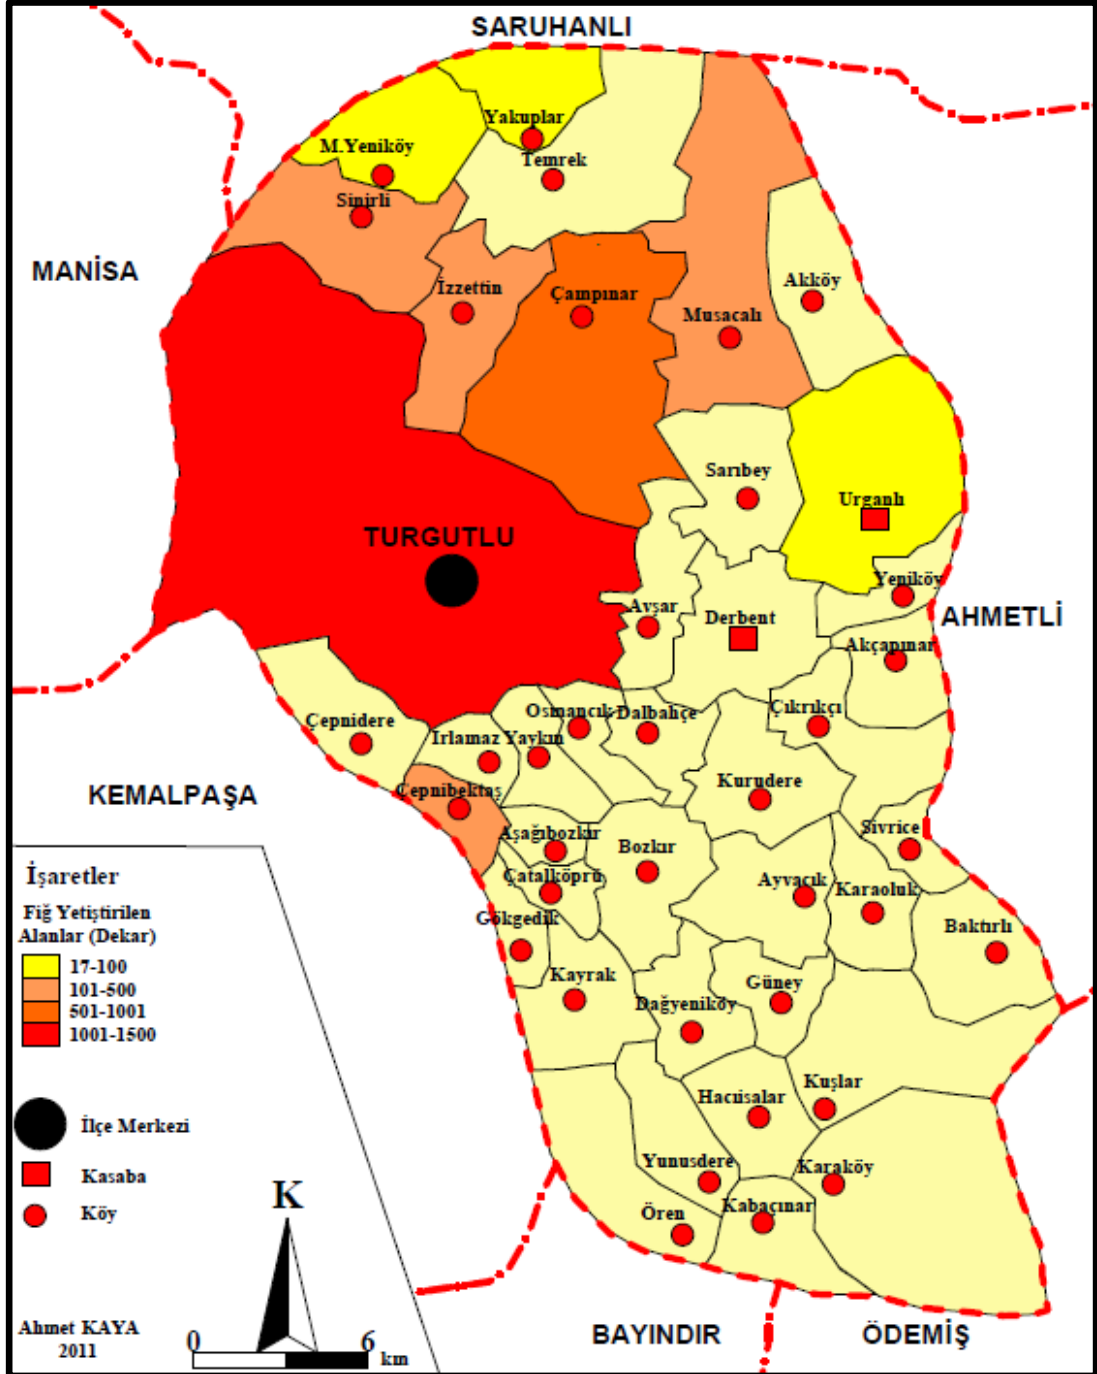 SARUHANLI
Yakuplar
M.Yeniköy
Temrek
Sinirli
MANİSA
Akköy
İzzettin
Çampınar
Musacalı
Sarıbey
Urganlı
TURGUTLU
Yeniköy
Avşar
Derbent
AHMETLİ
Akçapınar
Çıkrıkçı
Osmancık
Dalbahçe
Çepnidere
Irlamaz
Yaykın
Kurudere
Çepnibektaş
KEMALPAŞA
Aşağıbozkır
Sivrice
Bozkır
Çatalköprü
Ayvacık
Karaoluk
Gökgedik
Baktırlı
Kayrak
Güney
Dağyeniköy
Hacıisalar
Kuşlar
Yunusdere
Karaköy
Ören
Kabaçınar
BAYINDIR
ÖDEMİŞ
İşaretler
Fiğ Yetiştirilen
Alanlar (Dekar)
17-100
101-500
501-1001
1001-1500
İlçe Merkezi
Kasaba
Köy
K
Ahmet KAYA
2011
0 6
km